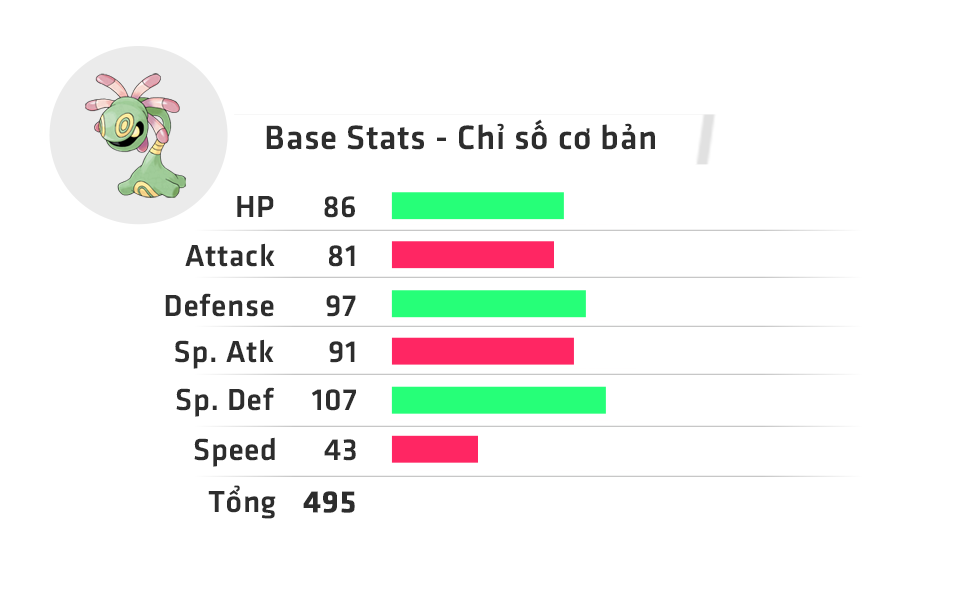 Base Stats - Chỉ số cơ bản
HP 86
Attack 81
Defense 97
Sp. Atk 91
Sp. Def 107
Speed 43
Tổng 495